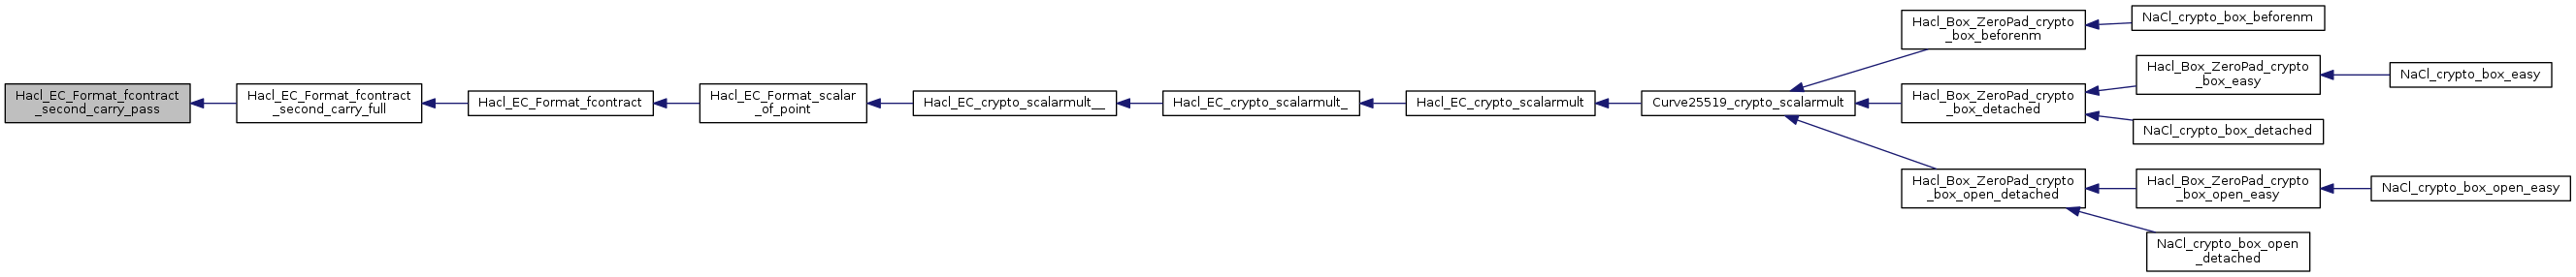 Hacl_EC_Format_fcontract
_second_carry_pass
Hacl_EC_Format_fcontract
_second_carry_full
Hacl_EC_Format_fcontract
Hacl_EC_Format_scalar
_of_point
Hacl_EC_crypto_scalarmult__
Hacl_EC_crypto_scalarmult_
Hacl_EC_crypto_scalarmult
Curve25519_crypto_scalarmult
Hacl_Box_ZeroPad_crypto
_box_beforenm
NaCl_crypto_box_beforenm
Hacl_Box_ZeroPad_crypto
_box_detached
Hacl_Box_ZeroPad_crypto
_box_easy
NaCl_crypto_box_easy
NaCl_crypto_box_detached
Hacl_Box_ZeroPad_crypto
_box_open_detached
Hacl_Box_ZeroPad_crypto
_box_open_easy
NaCl_crypto_box_open_easy
NaCl_crypto_box_open
_detached